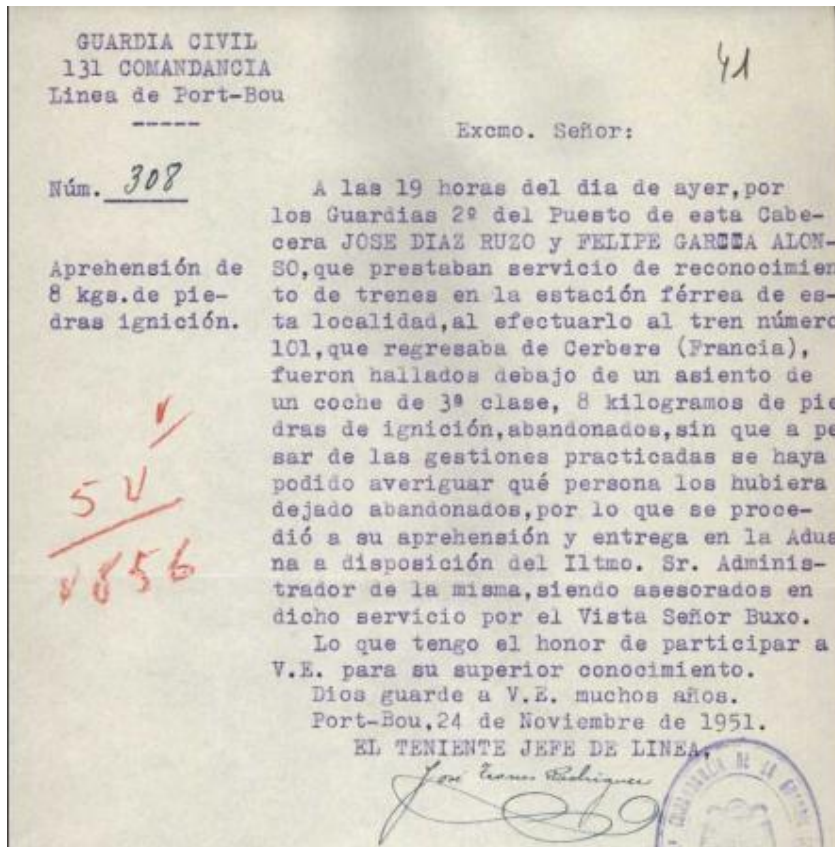 GUARDIA CIVIL
131 COMANDANCIA
Linea de Port-Bou
-----
41
Excmo. Señor:
Núm. 308
Aprehensión de
8 kgs.de pie-
dras ignición.
A las 19 horas del dia de ayer,por
los Guardias 2º del Puesto de esta Cabe-
cera JOSE DIAZ RUZO y FELIPE GARCIA ALON-
SO,que prestaban servicio de reconocimien
to de trenes en la estación férrea de es-
ta localidad,al efectuarlo al tren número
101,que regresaba de Cerbere (Francia),
fueron hallados debajo de un asiento de
un coche de 3ª clase, 8 kilogramos de pie
dras de ignición,abandonados,sin que a pe
sar de las gestiones practicadas se haya
podido averiguar qué persona los hubiera
dejado abandonados,por lo que se proce-
dió a su aprehensión y entrega en la Adua
na a disposición del Iltmo. Sr. Adminis-
trador de la misma,siendo asesorados en
dicho servicio por el Vista Señor Buxo.
Lo que tengo el honor de participar a
V.E. para su superior conocimiento.
Dios guarde a V.E. muchos años.
Port-Bou,24 de Noviembre de 1951.
EL TENIENTE JEFE DE LINEA,
José Rodriguez
COMANDANCIA DE LA